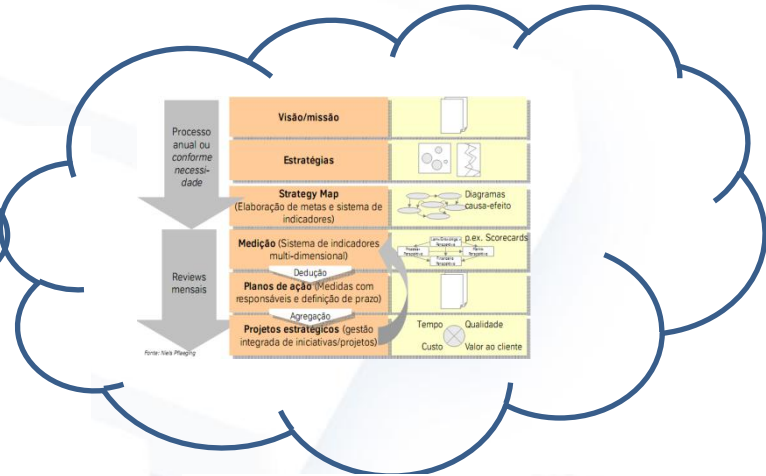 Processo
anual ou
conforme
necessi-
dade
Visão/missão
Estratégias
Strategy Map
(Elaboração de metas e sistema de
indicadores)
Diagramas
causa-efeito
Reviews
mensais
Medição (Sistema de indicadores
multi-dimensional)
p.ex. Scorecards
Dedução
Planos de ação (Medidas com
responsáveis e definição de prazo)
Agregação
Projetos estratégicos (gestão
integrada de iniciativas/projetos)
Tempo
Qualidade
Custo
Valor ao cliente
Fonte: Niels Pflaeging